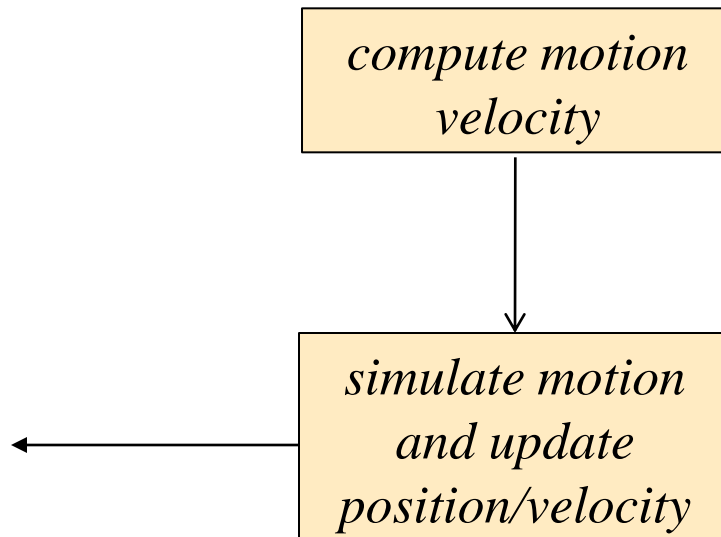 compute motion
velocity
simulate motion
and update
position/velocity